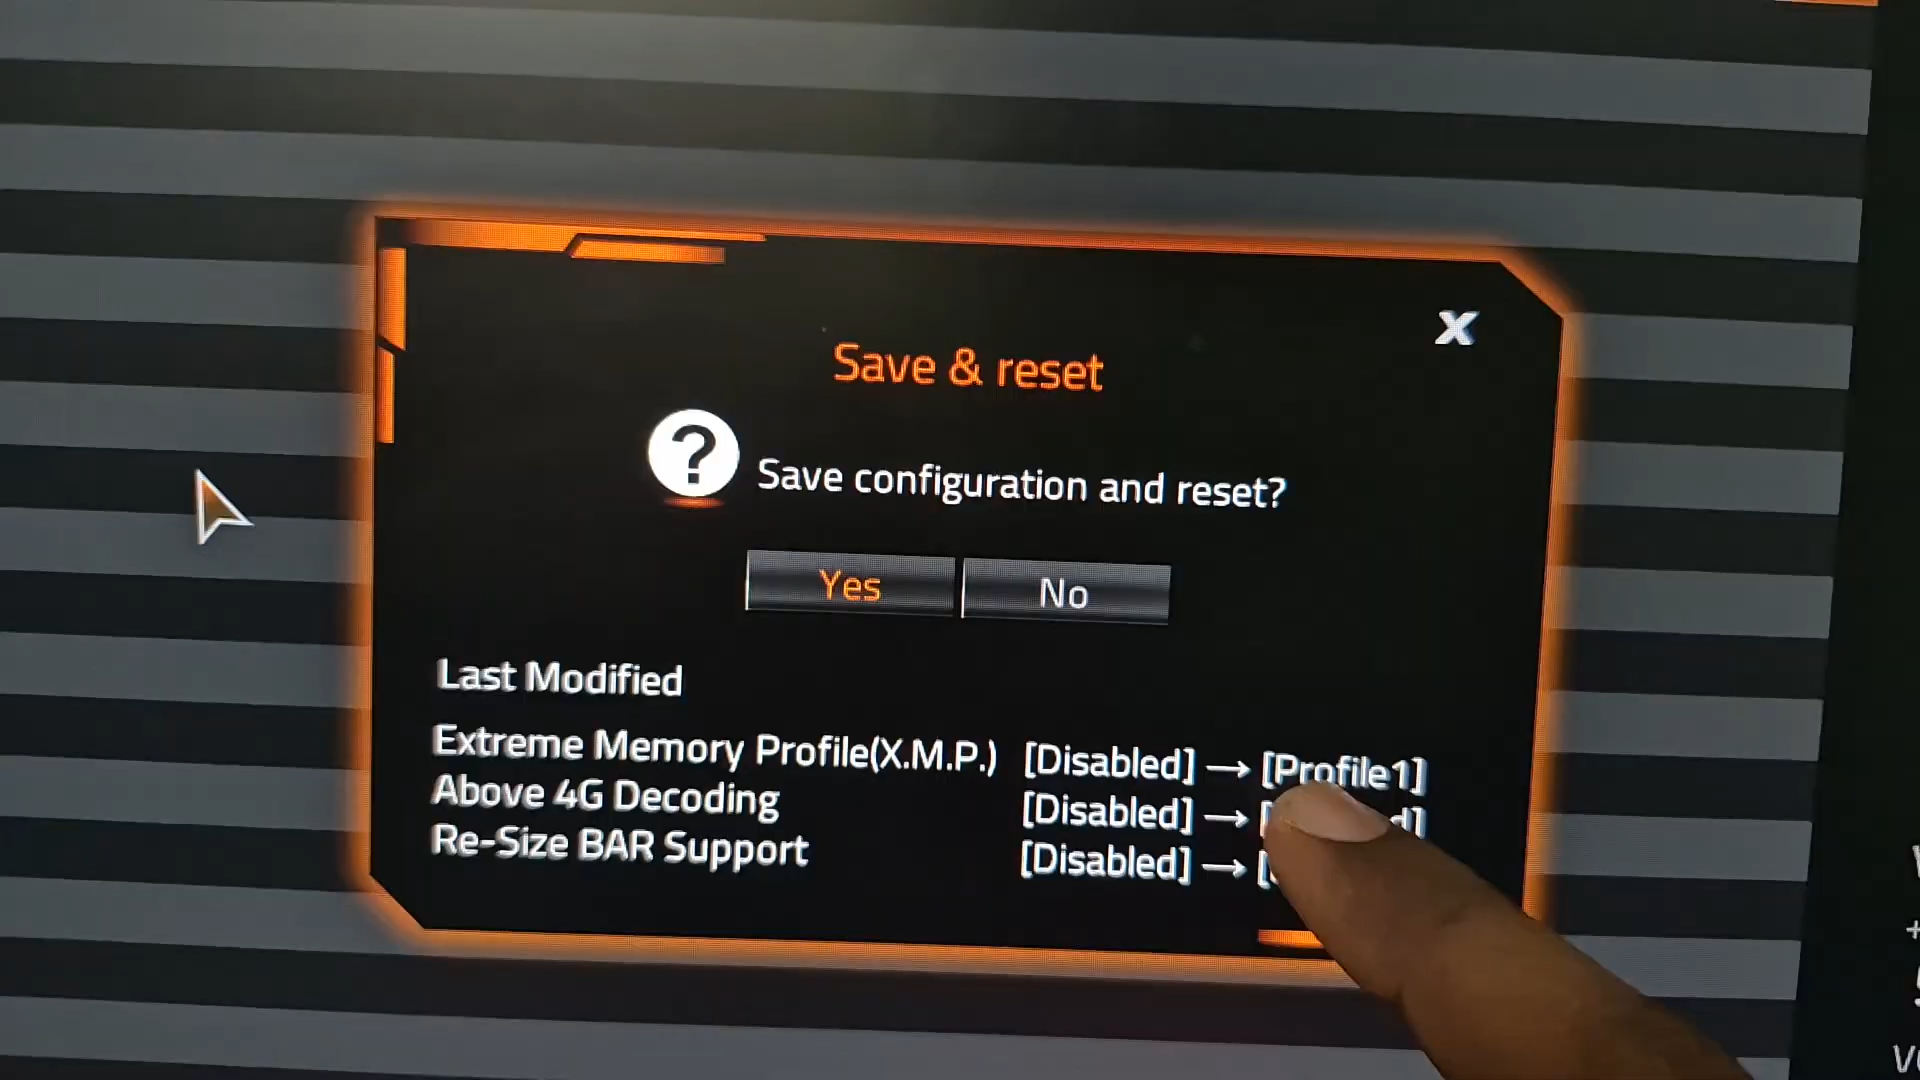 X
Save & reset
?
Save configuration and reset?
Yes
No
Last Modified
Extreme Memory Profile(X.M.P.) [Disabled] → [Profile1]
Above 4G Decoding [Disabled] →
Re-Size BAR Support [Disabled] →